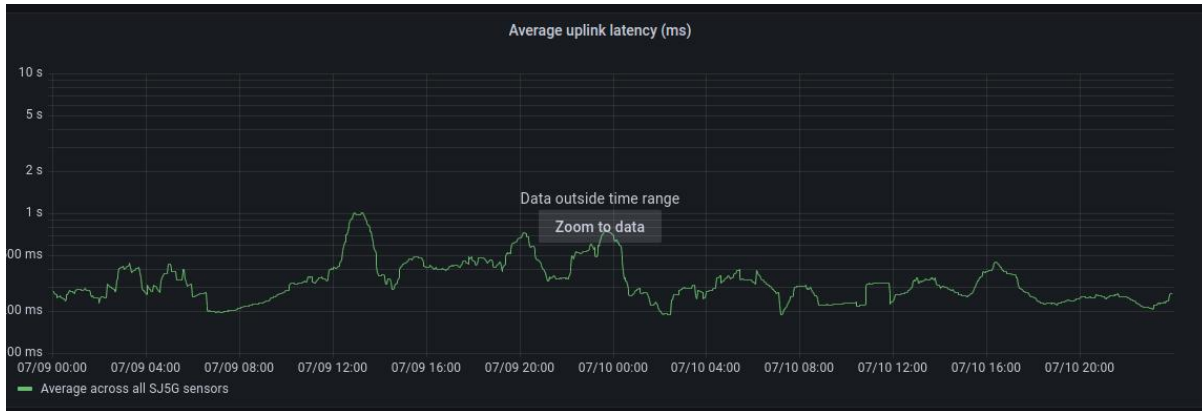 Average uplink latency (ms)
10 s
5 s
2 s
Data outside time range
1 s
Zoom to data
00 ms
00 ms
00 ms
07/09 00:00 07/09 04:00 07/09 08:00 07/09 12:00 07/09 16:00 07/09 20:00 07/10 00:00 07/10 04:00 07/10 08:00 07/10 12:00 07/10 16:00 07/10 20:00
Average across all SJ5G sensors